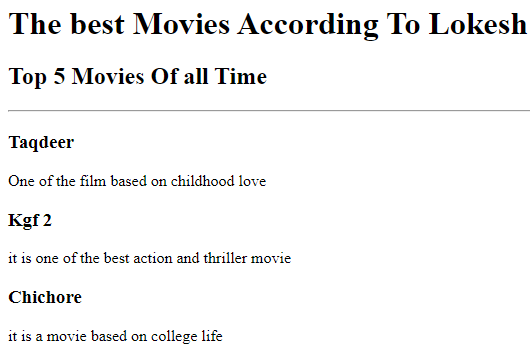 The best Movies According To Lokesh
Top 5 Movies Of all Time
Taqdeer
One of the film based on childhood love
Kgf 2
it is one of the best action and thriller movie
Chichore
it is a movie based on college life